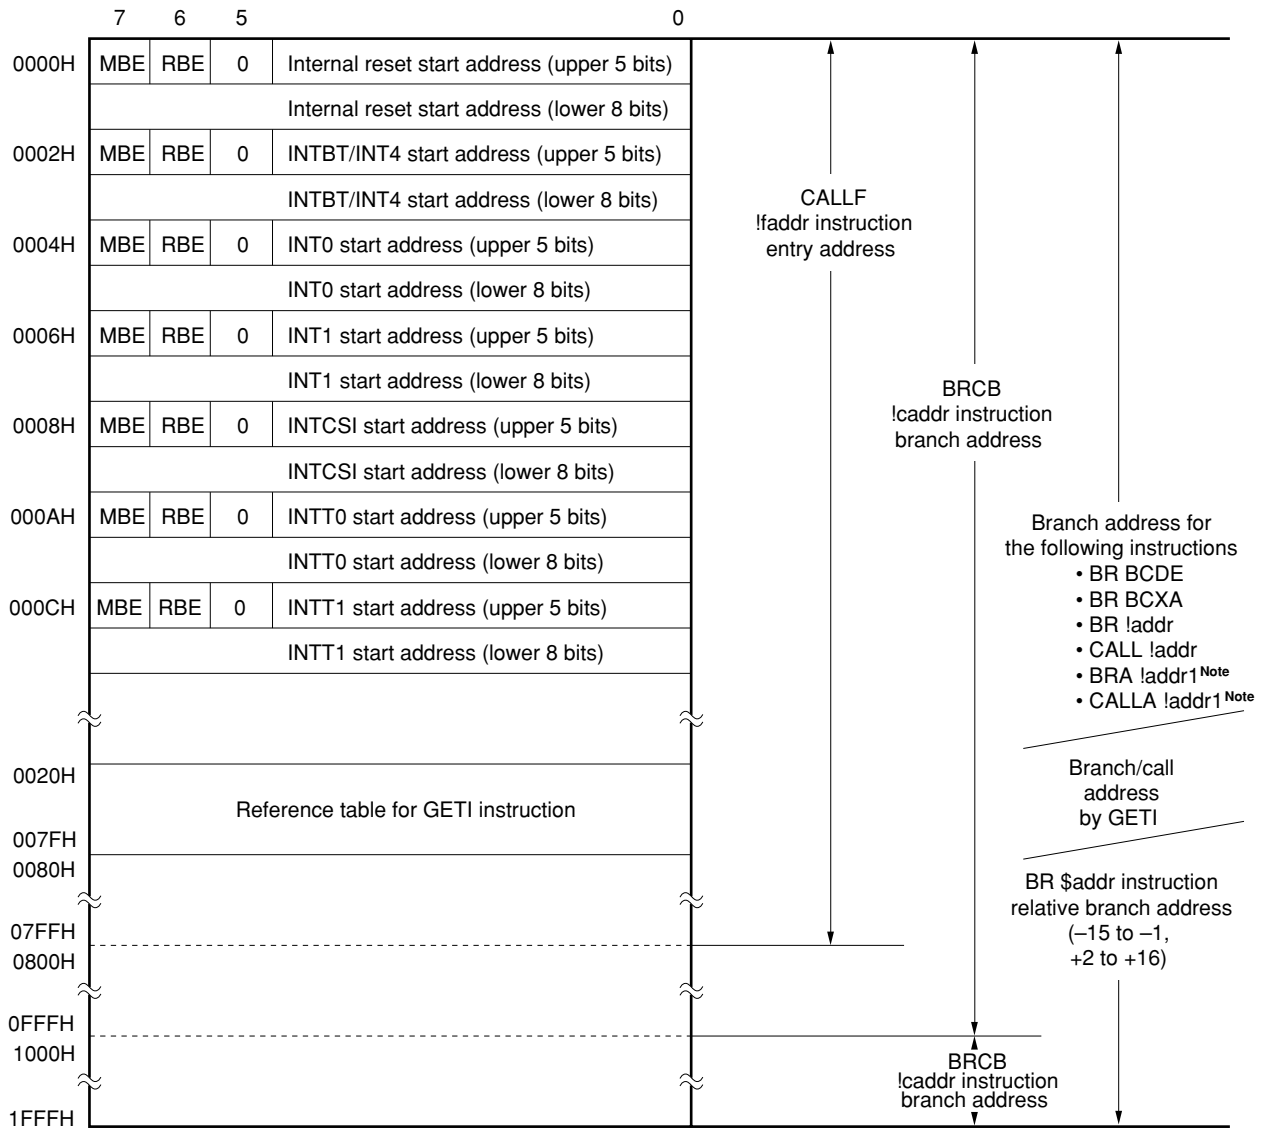 7 6 5 0
0000H MBE RBE 0 Internal reset start address (upper 5 bits)
Internal reset start address (lower 8 bits)
0002H MBE RBE 0 INTBT/INT4 start address (upper 5 bits)
INTBT/INT4 start address (lower 8 bits)
0004H MBE RBE 0 INT0 start address (upper 5 bits)
INT0 start address (lower 8 bits)
0006H MBE RBE 0 INT1 start address (upper 5 bits)
INT1 start address (lower 8 bits)
0008H MBE RBE 0 INTCSI start address (upper 5 bits)
INTCSI start address (lower 8 bits)
000AH MBE RBE 0 INTT0 start address (upper 5 bits)
INTT0 start address (lower 8 bits)
000CH MBE RBE 0 INTT1 start address (upper 5 bits)
INTT1 start address (lower 8 bits)
0020H
Reference table for GETI instruction
007FH
0080H
07FFH
0800H
0FFFH
1000H
1FFFH
CALLF
!faddr instruction
entry address
BRCB
!caddr instruction
branch address
BRCB
!caddr instruction
branch address
Branch address for
the following instructions
• BR BCDE
• BR BCXA
• BR !addr
• CALL !addr
• BRA !addr1 Note
• CALLA !addr1 Note
Branch/call
address
by GETI
BR $addr instruction
relative branch address
(–15 to –1,
+2 to +16)